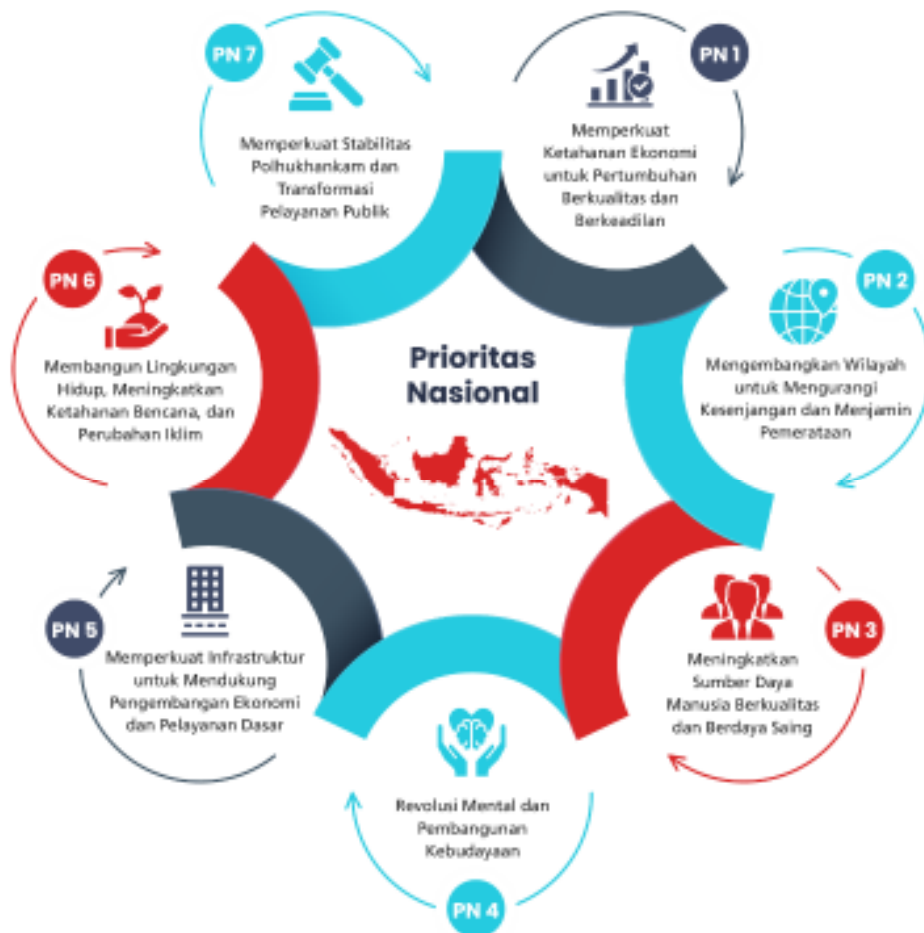 Prioritas
Nasional
PN 1
Memperkuat
Ketahanan Ekonomi
untuk Pertumbuhan
Berkualitas dan
Berkeadilan
PN 2
Mengembangkan Wilayah
untuk Mengurangi
Kesenjangan dan Menjamin
Pemerataan
PN 3
Meningkatkan
Sumber Daya
Manusia Berkualitas
dan Berdaya Saing
PN 4
Revolusi Mental dan
Pembangunan
Kebudayaan
PN 5
Memperkuat Infrastruktur
untuk Mendukung
Pengembangan Ekonomi
dan Pelayanan Dasar
PN 6
Membangun Lingkungan
Hidup, Meningkatkan
Ketahanan Bencana, dan
Perubahan Iklim
PN 7
Memperkuat Stabilitas
Polhukhankam dan
Transformasi
Pelayanan Publik